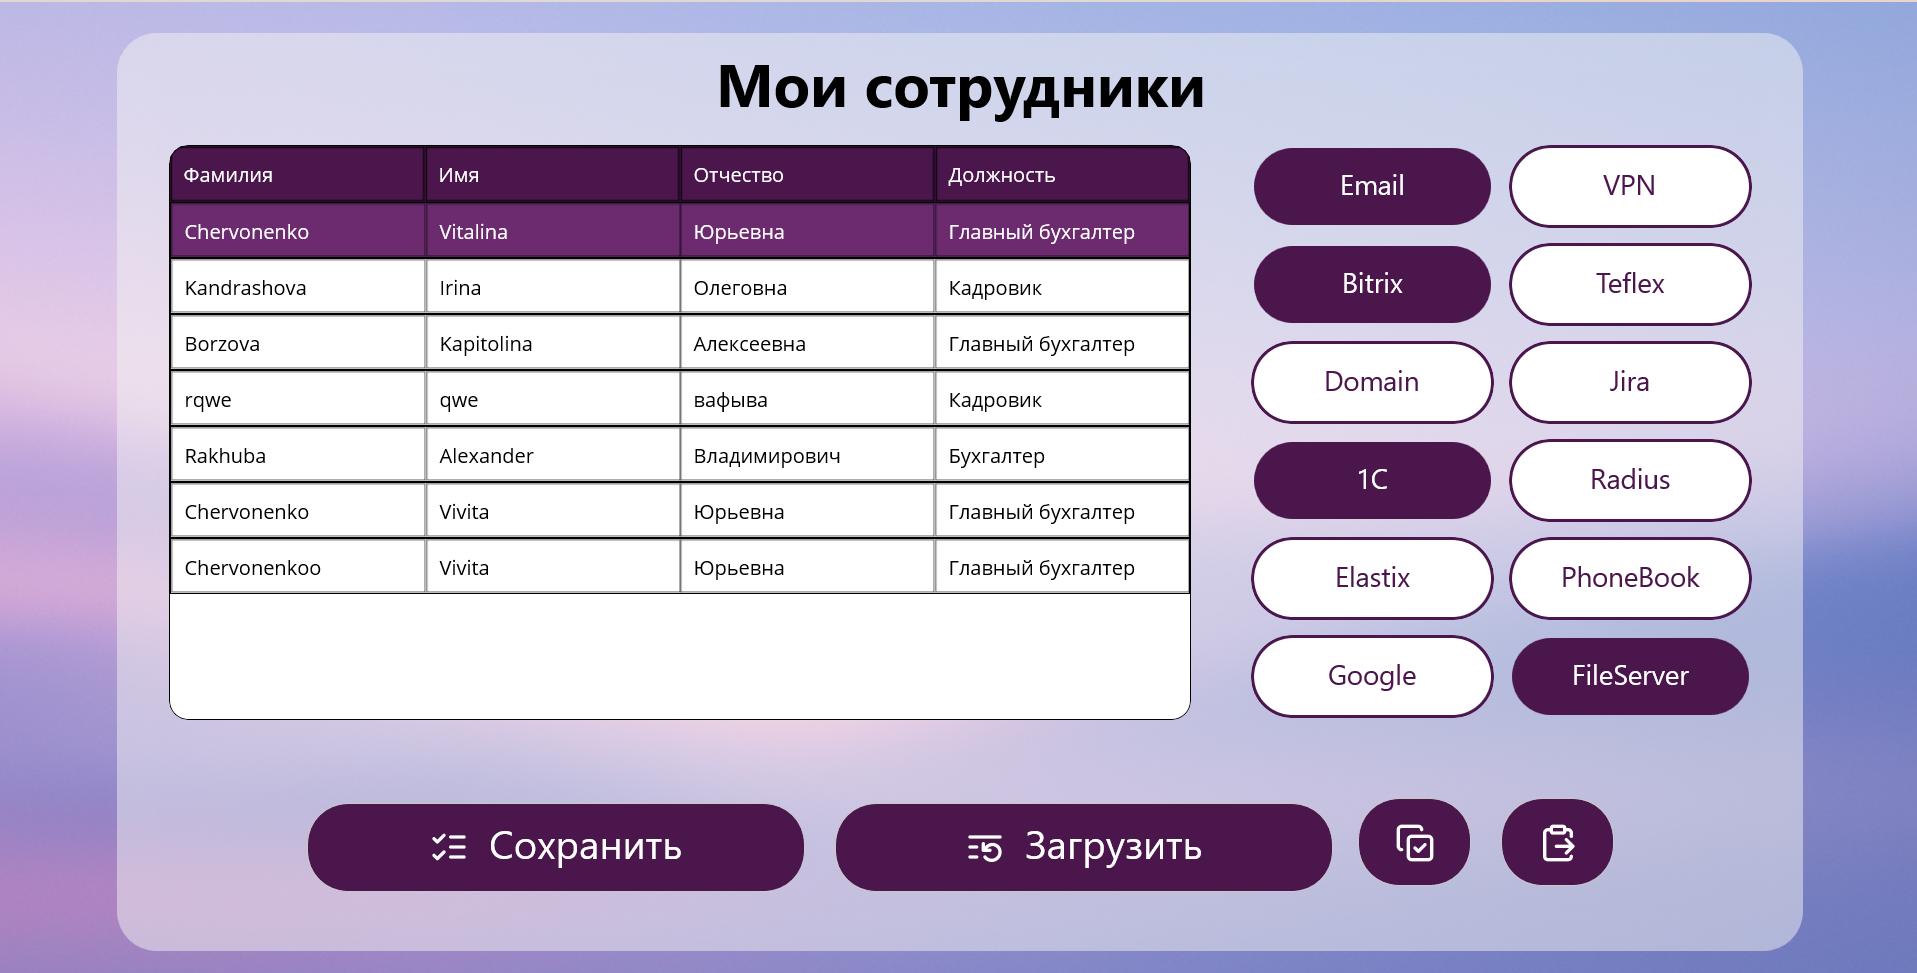 Мои сотрудники
Фамилия Имя Отчество Должность
Chervonenko Vitalina Юрьевна Главный бухгалтер
Kandrashova Irina Олеговна Кадровик
Borzova Kapitolina Алексеевна Главный бухгалтер
rqwe qwe вафыва Кадровик
Rakhuba Alexander Владимирович Бухгалтер
Chervonenko Vivita Юрьевна Главный бухгалтер
Chervonenkoo Vivita Юрьевна Главный бухгалтер
Email VPN
Bitrix Teflex
Domain Jira
1C Radius
Elastix PhoneBook
Google FileServer
Сохранить Загрузить